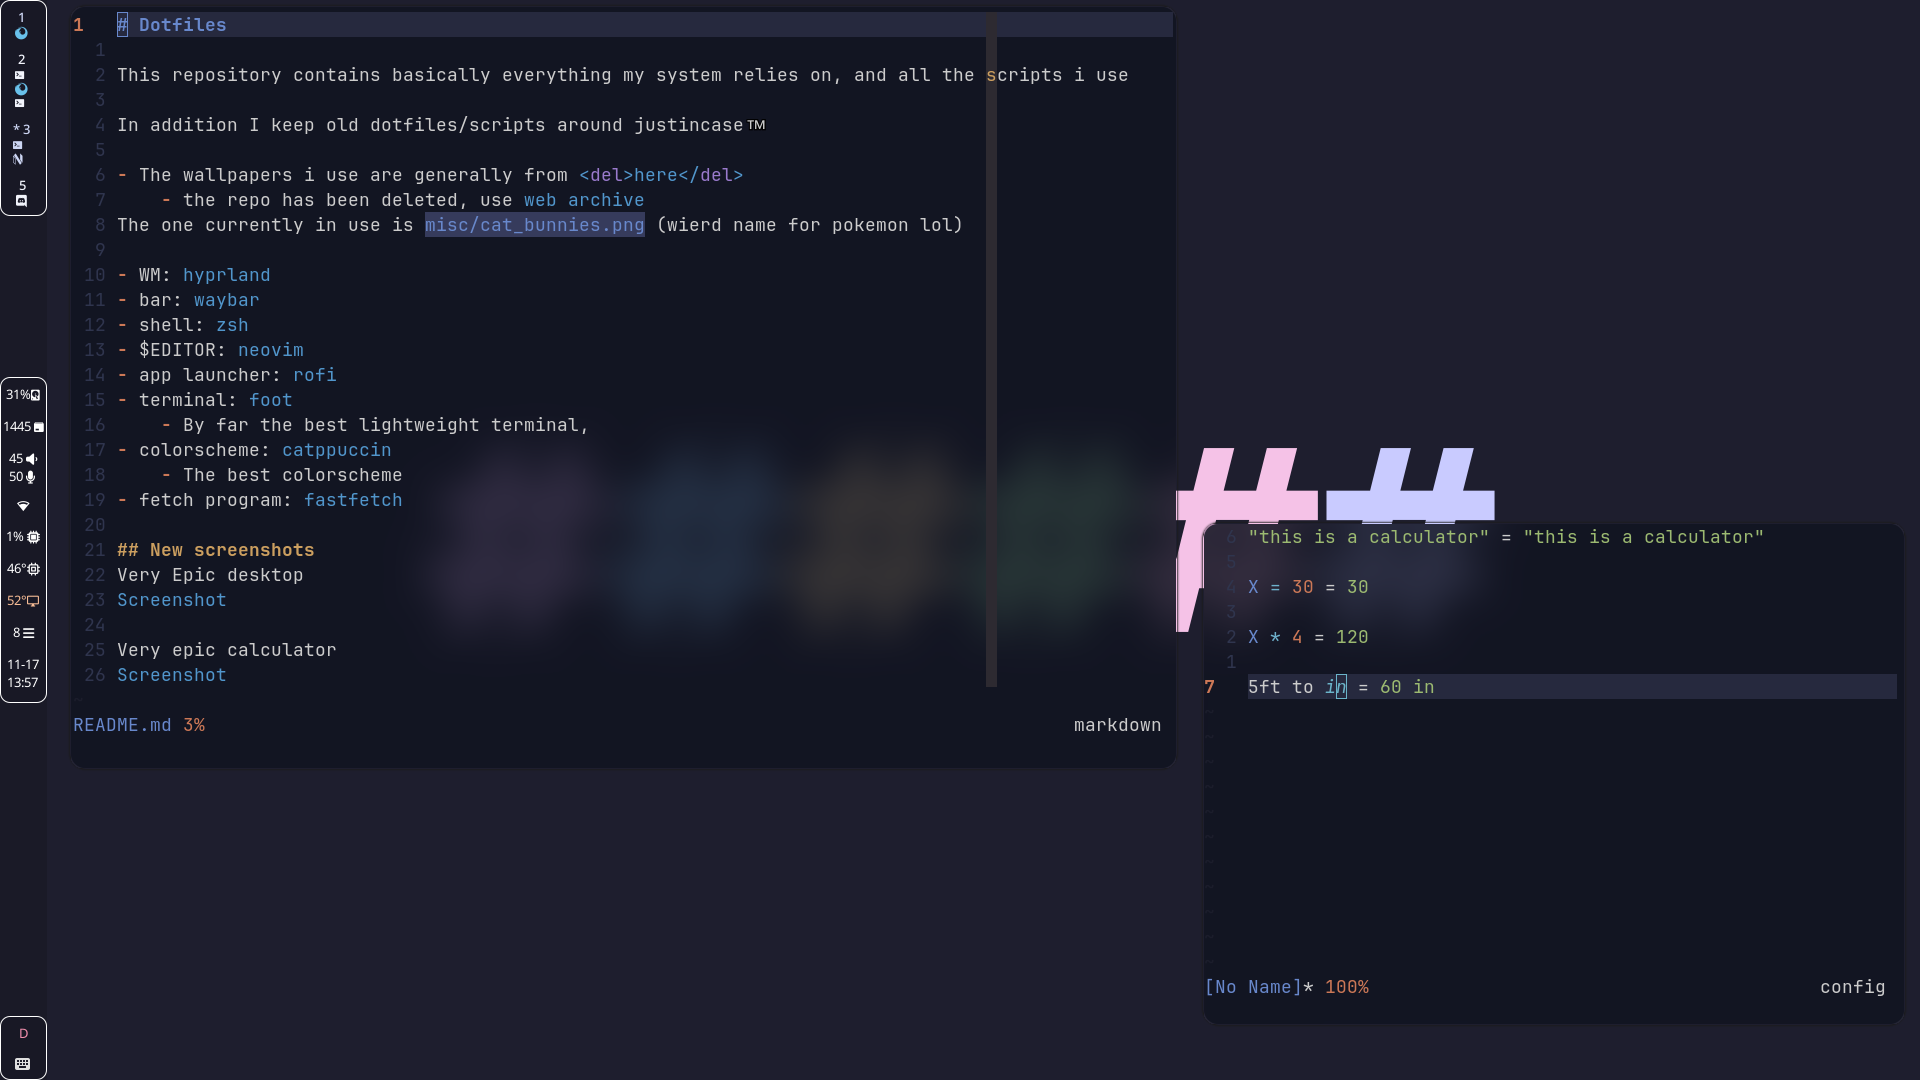 1
2
* 3
5
31%
1445
45
50
1%
46°
52°
8
11-17
13:57
D
1 # Dotfiles
1
2 This repository contains basically everything my system relies on, and all the scripts i use
3
4 In addition I keep old dotfiles/scripts around justincase™
5
6 - The wallpapers i use are generally from <del>here</del>
7 - the repo has been deleted, use web archive
8 The one currently in use is misc/cat_bunnies.png (wierd name for pokemon lol)
9
10 - WM: hyprland
11 - bar: waybar
12 - shell: zsh
13 - $EDITOR: neovim
14 - app launcher: rofi
15 - terminal: foot
16 - By far the best lightweight terminal,
17 - colorscheme: catppuccin
18 - The best colorscheme
19 - fetch program: fastfetch
20
21 ## New screenshots
22 Very Epic desktop
23 Screenshot
24
25 Very epic calculator
26 Screenshot
~
README.md 3% markdown
##
6 "this is a calculator" = "this is a calculator"
5
4 X = 30 = 30
3
2 X * 4 = 120
1
7 5ft to in = 60 in
~
~
~
~
~
~
~
~
~
~
~
[No Name]* 100% config